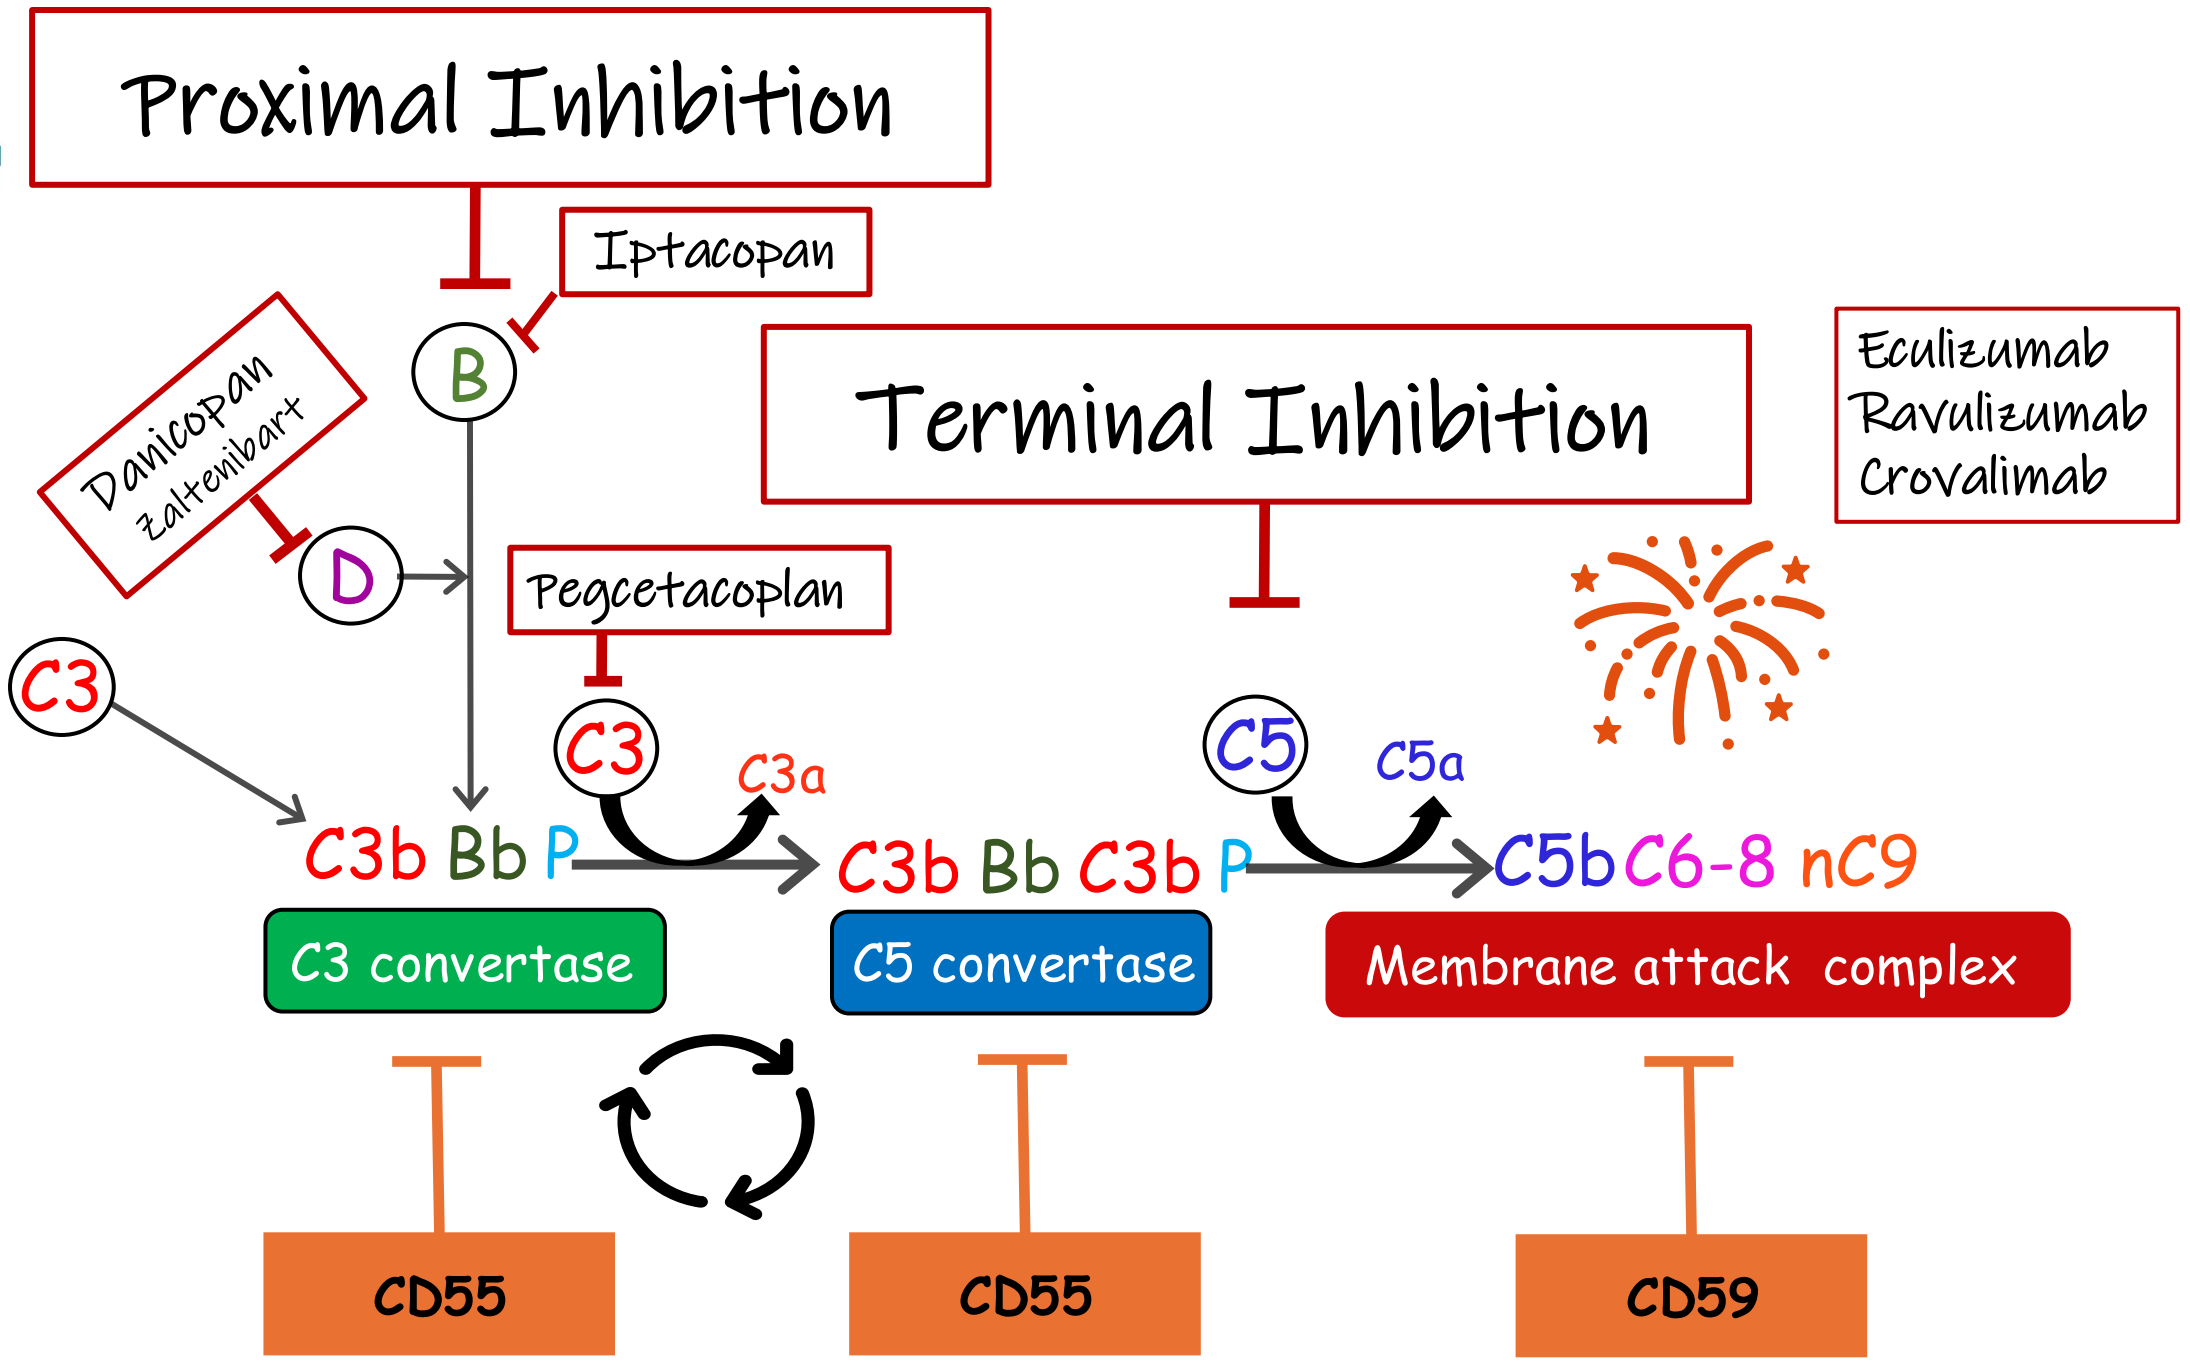 Proximal Inhibition
Iptacopan
Danicopan
Zaltenibart
B
Terminal Inhibition
Eculizumab
Ravulizumab
Crovalimab
D
Pegcetacoplan
C3
C3
C3a
C5
C5a
C3b Bb P
C3b Bb C3b P
C5b C6-8 nC9
C3 convertase
C5 convertase
Membrane attack complex
CD55
CD55
CD59